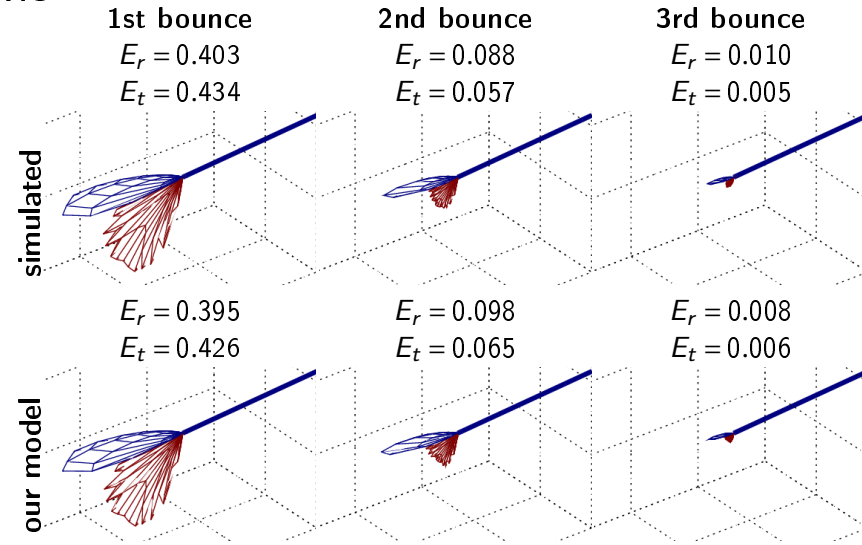 1st bounce 2nd bounce 3rd bounce
E_r = 0.403 E_r = 0.088 E_r = 0.010
E_t = 0.434 E_t = 0.057 E_t = 0.005
simulated
E_r = 0.395 E_r = 0.098 E_r = 0.008
E_t = 0.426 E_t = 0.065 E_t = 0.006
our model